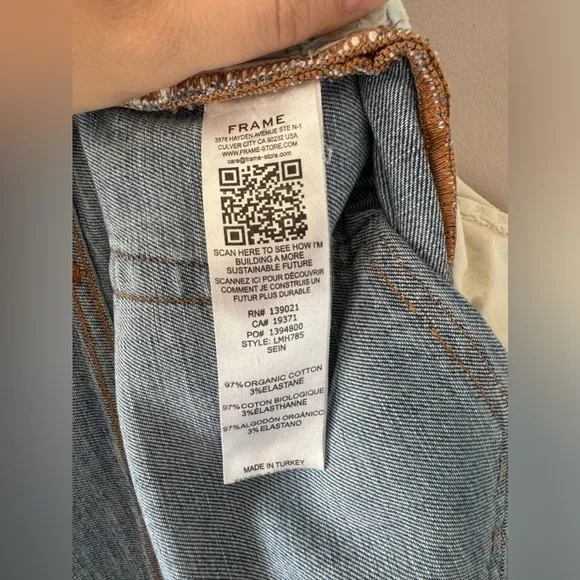 FRAME
3578 HAYDEN AVENUE STE N-1
CULVER CITY CA 90232 USA
WWW.FRAME-STORE.COM
care@frame-store.com
SCAN HERE TO SEE HOW I'M
BUILDING A MORE
SUSTAINABLE FUTURE
SCANNEZ ICI POUR DÉCOUVRIR
COMMENT JE CONSTRUIS UN
FUTUR PLUS DURABLE
RN# 139021
CA# 19371
PO# 1394800
STYLE: LMH785
SEIN
97%ORGANIC COTTON
3%ELASTANE
97%COTON BIOLOGIQUE
3%ÉLASTHANNE
97%ALGODÓN ORGÁNICO
3%ELASTANO
MADE IN TURKEY